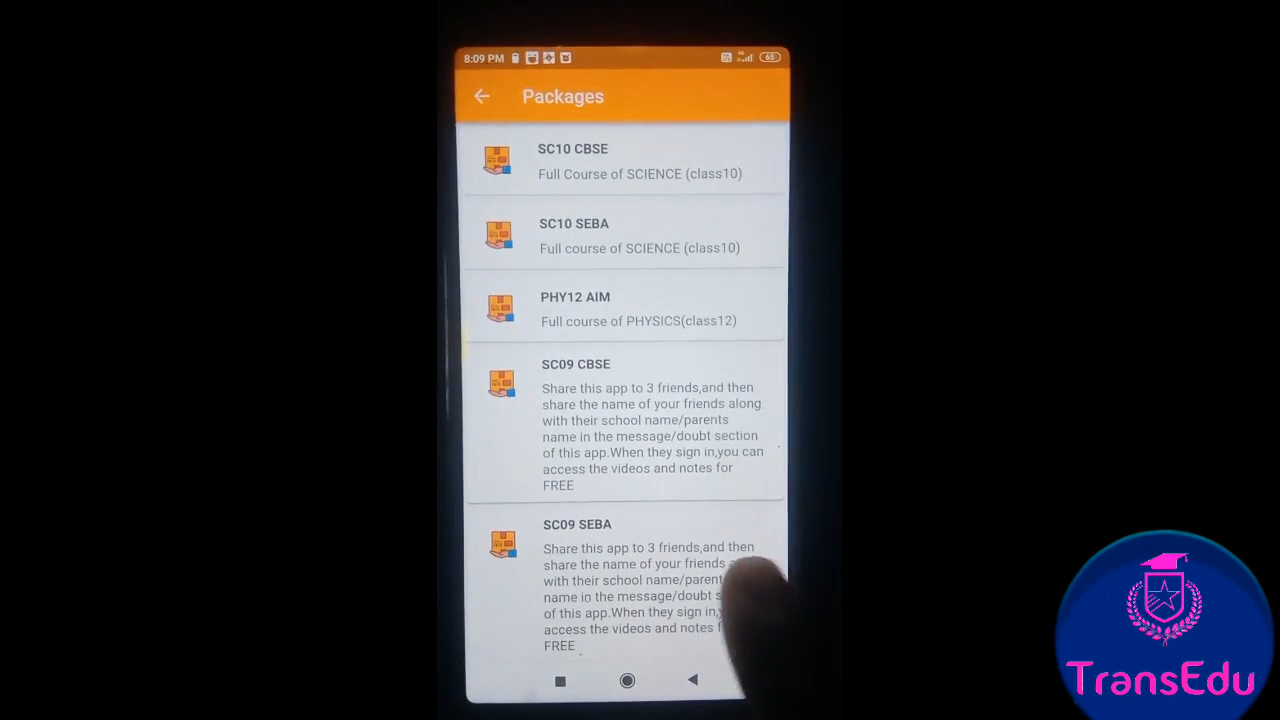 8:09 PM
65
Packages
SC10 CBSE
Full Course of SCIENCE (class10)
SC10 SEBA
Full course of SCIENCE (class10)
PHY12 AIM
Full course of PHYSICS(class12)
SC09 CBSE
Share this app to 3 friends,and then
share the name of your friends along
with their school name/parents
name in the message/doubt section
of this app.When they sign in,you can
access the videos and notes for
FREE
SC09 SEBA
Share this app to 3 friends,and then
share the name of your friends
with their school name/parent
name in the message/doubt
of this app.When they sign in,
access the videos and notes
FREE
TransEdu